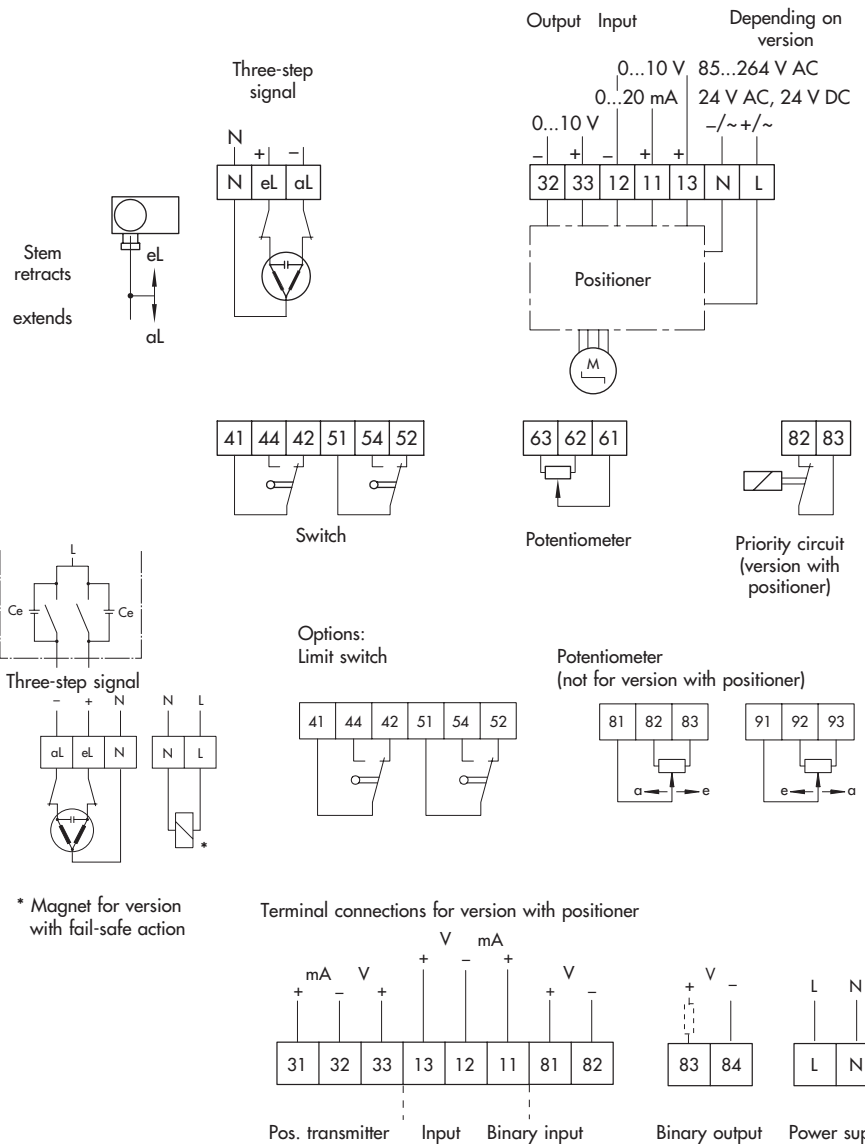 Output Input
Depending on
version
0...10 V 85...264 V AC
0...20 mA 24 V AC, 24 V DC
0...10 V –/~ +/~
– + – + +
32 33 12 11 13 N L
Positioner
M
Three-step
signal
N + –
N eL aL
Stem
retracts
extends
eL
aL
41 44 42 51 54 52
Switch
63 62 61
Potentiometer
82 83
Priority circuit
(version with
positioner)
L
Ce Ce
Three-step signal
– + N N L
aL eL N N L
*
* Magnet for version
with fail-safe action
Options:
Limit switch
41 44 42 51 54 52
Potentiometer
(not for version with positioner)
81 82 83 91 92 93
a e e a
Terminal connections for version with positioner
mA V V mA V V
+ – + + – + + – + – L N
31 32 33 13 12 11 81 82 83 84 L N
Pos. transmitter Input Binary input Binary output Power sup